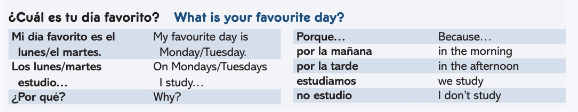 ¿Cuál es tu día favorito? What is your favourite day?
Mi día favorito es el My favourite day is
lunes/el martes. Monday/Tuesday.
Los lunes/martes On Mondays/Tuesdays
estudio... I study...
¿Por qué? Why?
Porque... Because...
por la mañana in the morning
por la tarde in the afternoon
estudiamos we study
no estudio I don't study